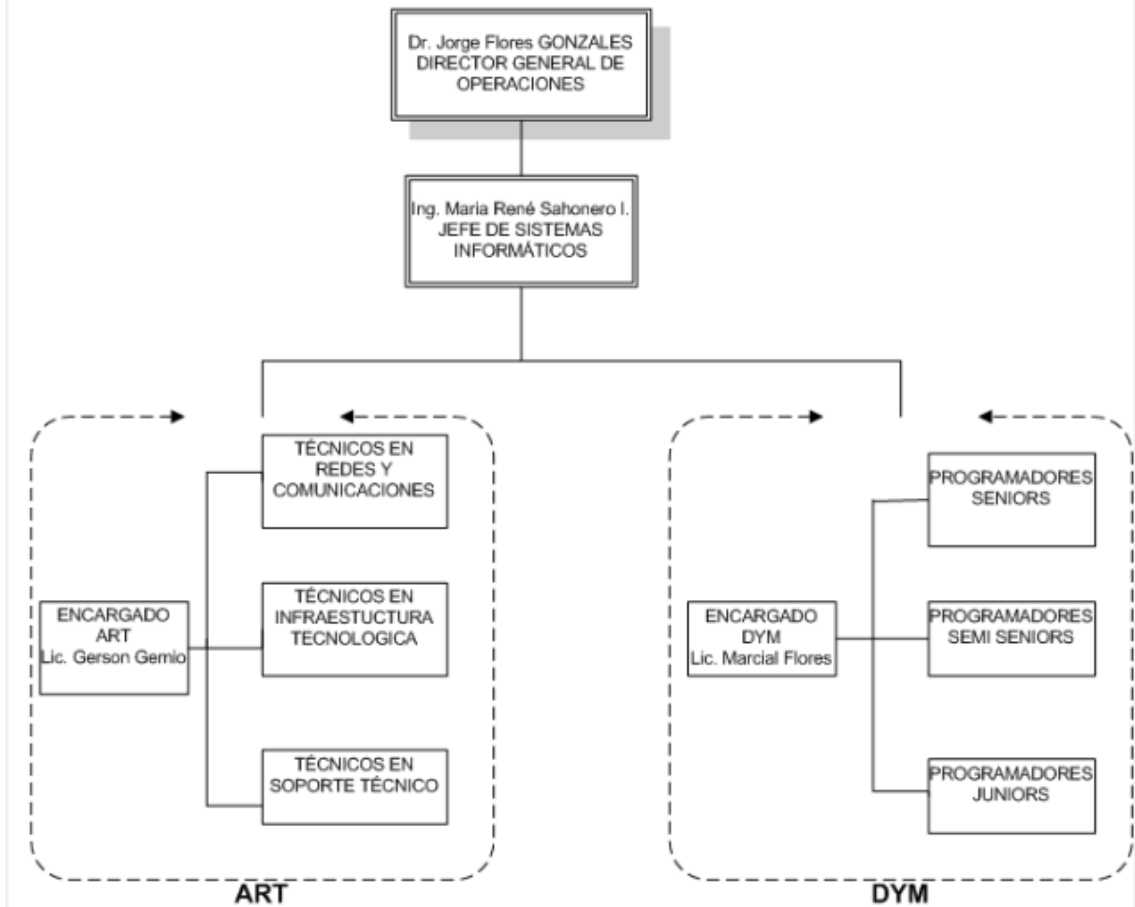 Dr. Jorge Flores GONZALES
DIRECTOR GENERAL DE
OPERACIONES
Ing. Maria René Sahonero I.
JEFE DE SISTEMAS
INFORMÁTICOS
ENCARGADO
ART
Lic. Gerson Gemio
TÉCNICOS EN
REDES Y
COMUNICACIONES
TÉCNICOS EN
INFRAESTUCTURA
TECNOLOGICA
TÉCNICOS EN
SOPORTE TÉCNICO
ART
ENCARGADO
DYM
Lic. Marcial Flores
PROGRAMADORES
SENIORS
PROGRAMADORES
SEMI SENIORS
PROGRAMADORES
JUNIORS
DYM